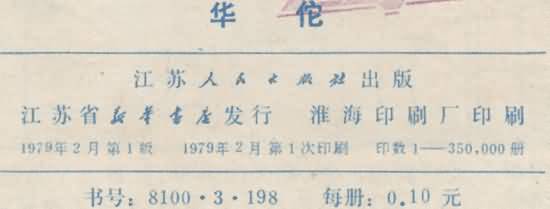 华佗
江苏人民出版社出版
江苏省新华书店发行 淮海印刷厂印刷
1979年2月第1版 1979年2月第1次印刷 印数1—350,000册
书号：8100·3·198 每册：0.10元